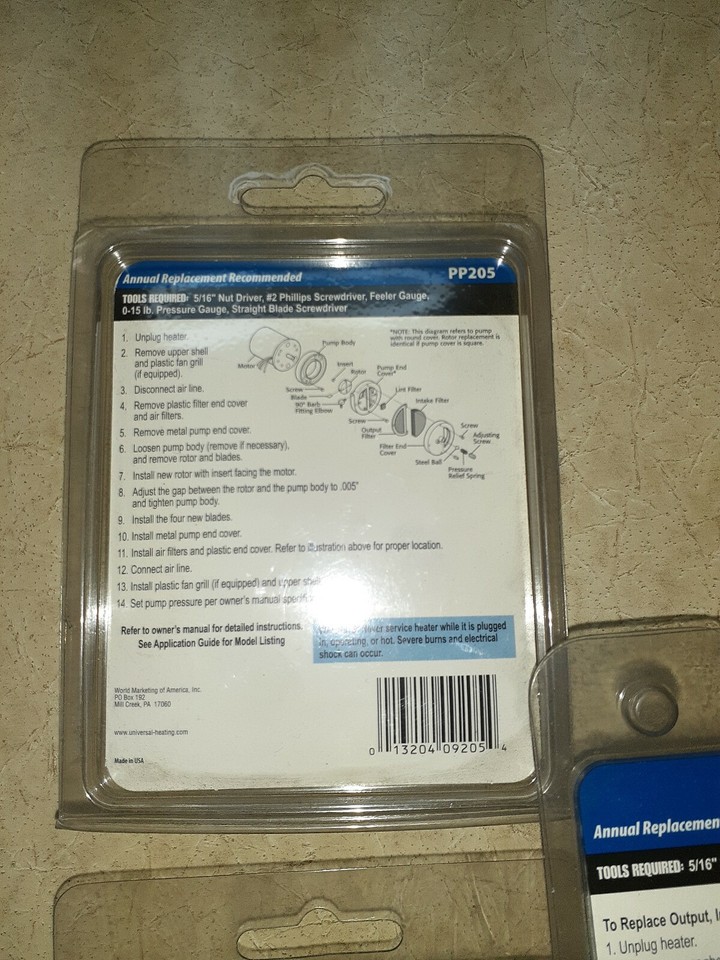 Annual Replacement Recommended PP205
TOOLS REQUIRED: 5/16" Nut Driver, #2 Phillips Screwdriver, Feeler Gauge,
0-15 lb. Pressure Gauge, Straight Blade Screwdriver
1. Unplug heater.
2. Remove upper shell
and plastic fan grill
(if equipped).
3. Disconnect air line.
4. Remove plastic filter end cover
and air filters.
5. Remove metal pump end cover.
6. Loosen pump body (remove if necessary),
and remove rotor and blades.
7. Install new rotor with insert facing the motor.
8. Adjust the gap between the rotor and the pump body to .005"
and tighten pump body.
9. Install the four new blades.
10. Install metal pump end cover.
11. Install air filters and plastic end cover. Refer to illustration above for proper location.
12. Connect air line.
13. Install plastic fan grill (if equipped) and upper shell
14. Set pump pressure per owner's manual
*NOTE: This diagram refers to pump
with round cover. Rotor replacement is
identical if pump cover is square.
Motor
Pump Body
Insert
Rotor
Pump End
Cover*
Screw
Blade
90° Barb
Fitting Elbow
Lint Filter
Intake Filter
Screw
Output
Filter
Filter End
Cover
Screw
Adjusting
Screw
Steel Ball
Pressure
Relief Spring
Refer to owner's manual for detailed instructions.
See Application Guide for Model Listing
service heater while it is plugged
in, operating, or hot. Severe burns and electrical
shock can occur.
World Marketing of America, Inc.
PO Box 192
Mill Creek, PA 17060
www.universal-heating.com
Made in USA
0 13204 09205 4
Annual Replacemen
TOOLS REQUIRED: 5/16"
To Replace Output, I
1. Unplug heater.